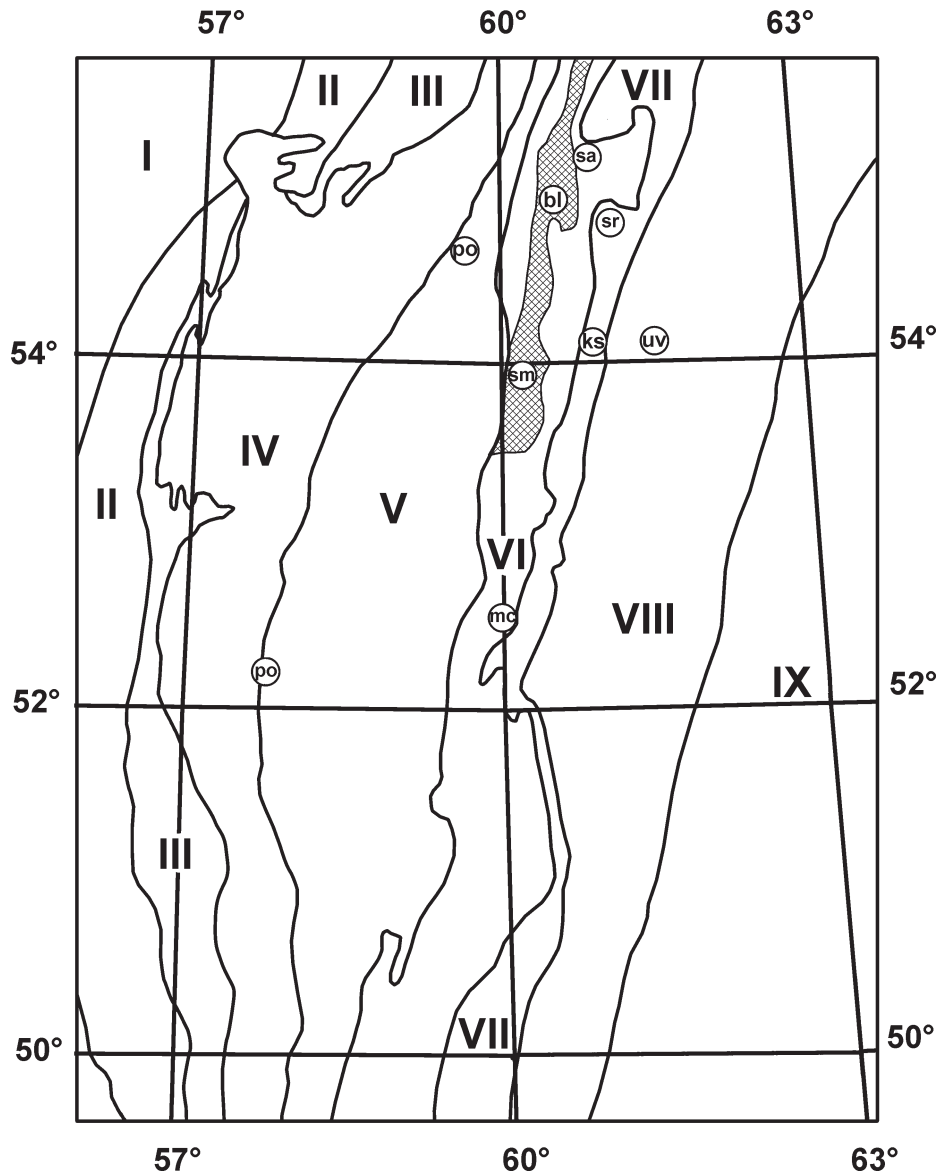 57° 60° 63°
II III VII
I
sa
bl
sr
po
54° ks uv 54°
sm
IV
II V
VI
mc VIII
po
52° IX 52°
III
VII
50° 50°
57° 60° 63°